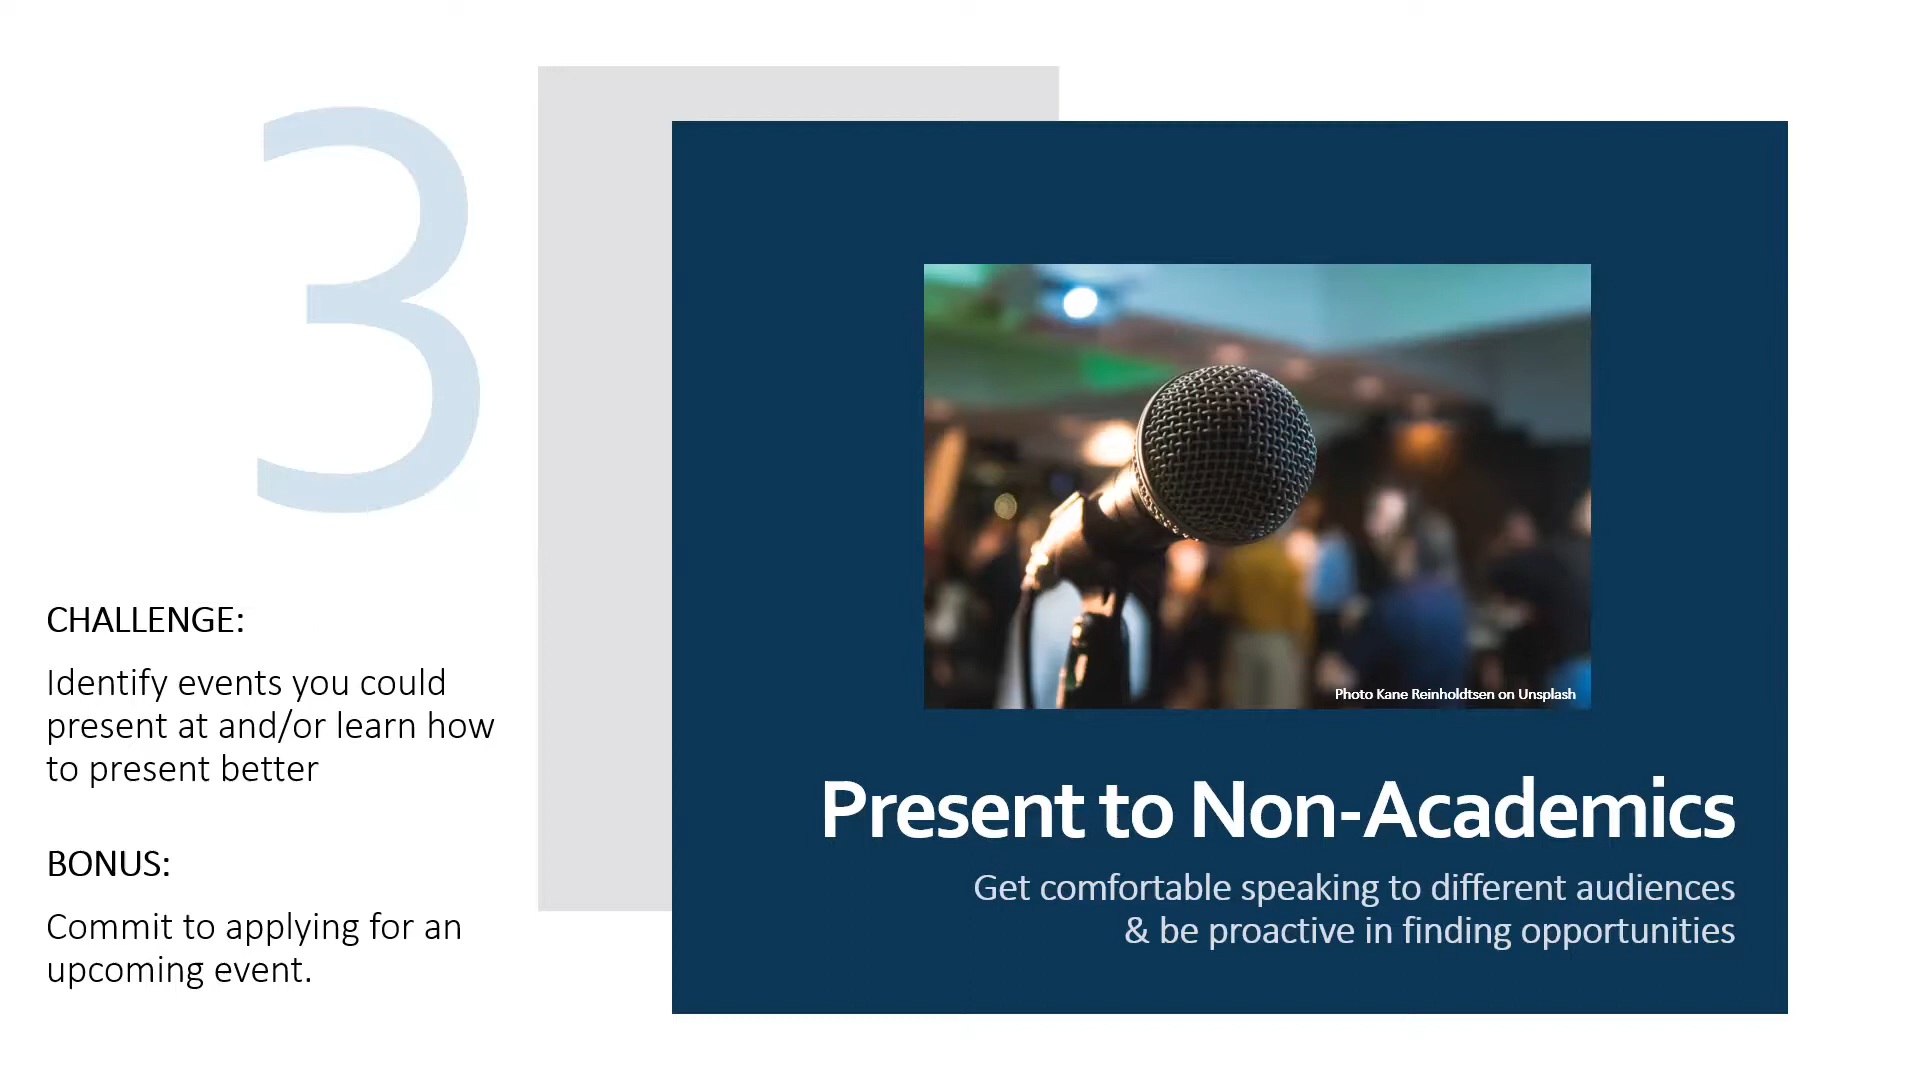 3
CHALLENGE:
Identify events you could
present at and/or learn how
to present better
BONUS:
Commit to applying for an
upcoming event.
Photo Kane Reinholdtsen on Unsplash
Present to Non-Academics
Get comfortable speaking to different audiences
& be proactive in finding opportunities